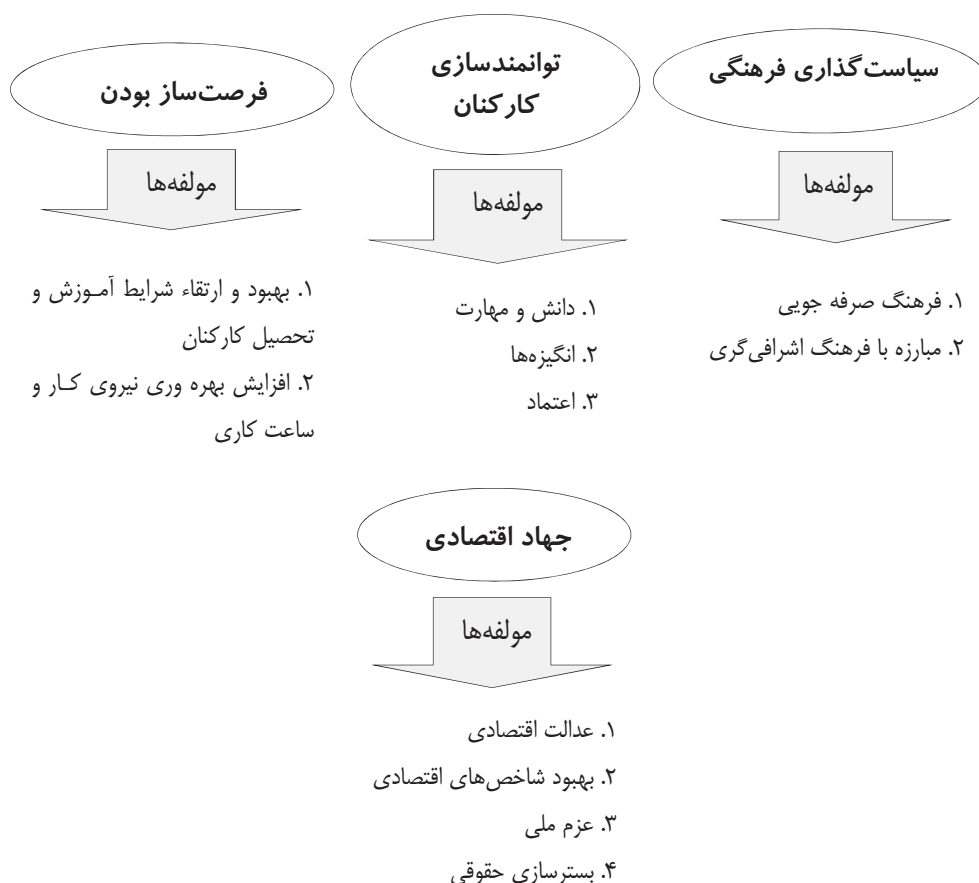 سیاست‌گذاری فرهنگی
مولفه‌ها
۱. فرهنگ صرفه جویی
۲. مبارزه با فرهنگ اشرافی‌گری
توانمندسازی
کارکنان
مولفه‌ها
۱. دانش و مهارت
۲. انگیزه‌ها
۳. اعتماد
فرصت‌ساز بودن
مولفه‌ها
۱. بهبود و ارتقاء شرایط آمـوزش و
تحصیل کارکنان
۲. افزایش بهره وری نیروی کـار و
ساعت کاری
جهاد اقتصادی
مولفه‌ها
۱. عدالت اقتصادی
۲. بهبود شاخص‌های اقتصادی
۳. عزم ملی
۴. بسترسازی حقوقی